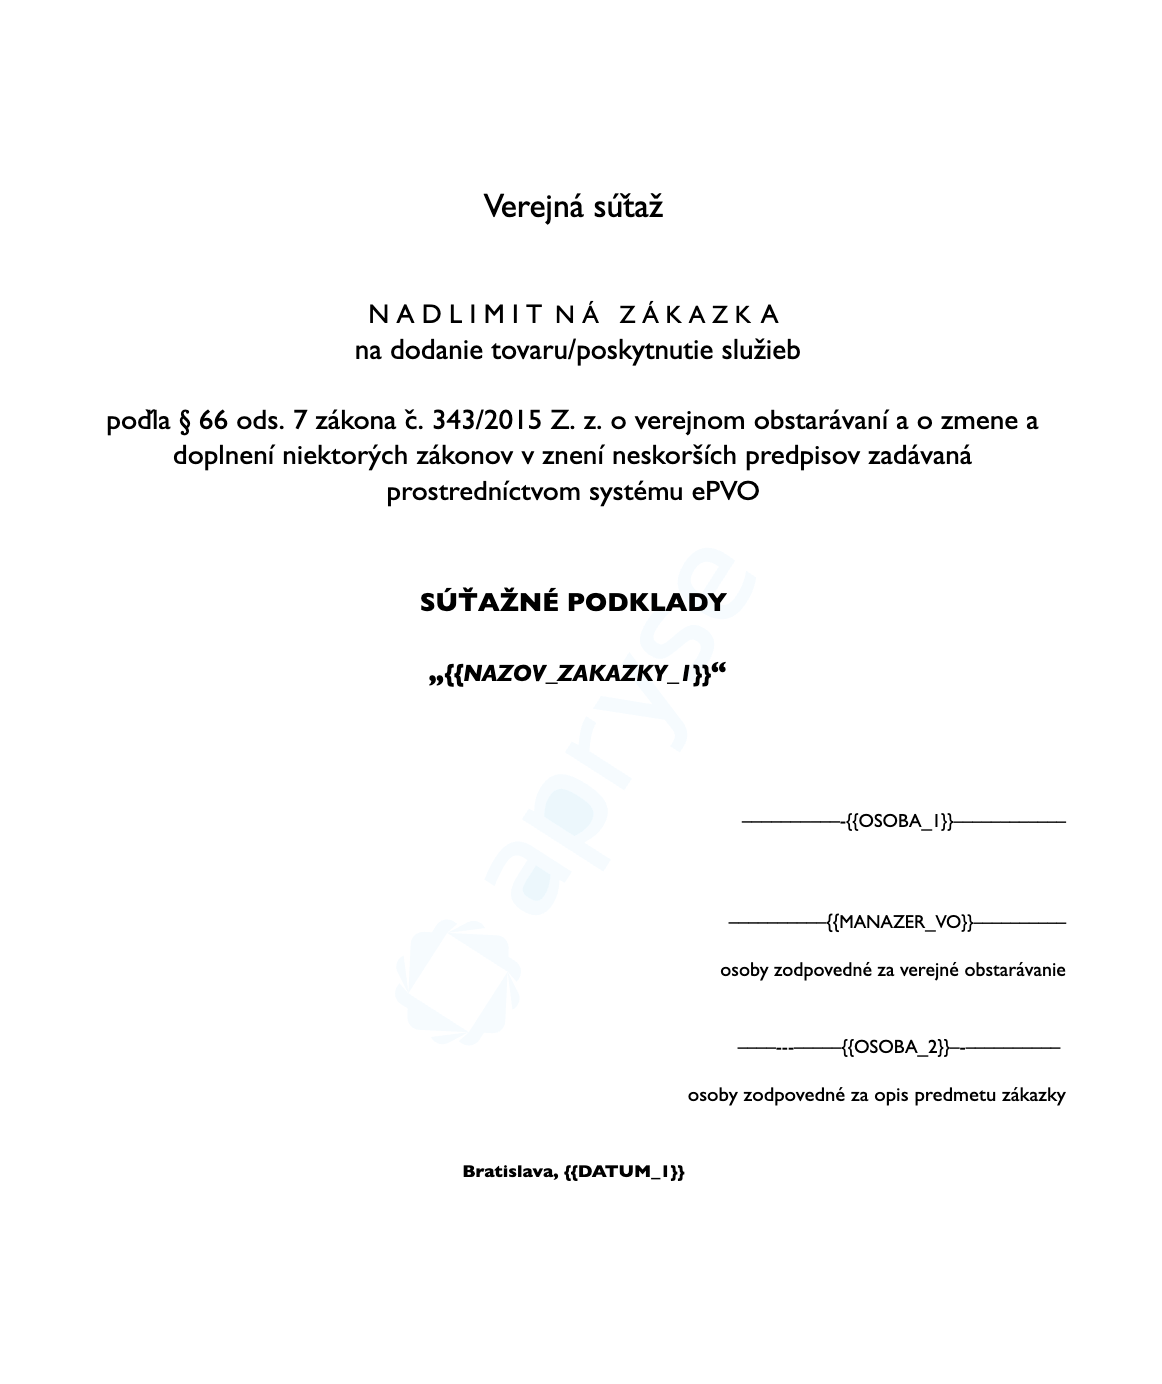 Verejná súťaž
NADLIMITNÁ ZÁKAZKA
na dodanie tovaru/poskytnutie služieb
podľa § 66 ods. 7 zákona č. 343/2015 Z. z. o verejnom obstarávaní a o zmene a
doplnení niektorých zákonov v znení neskorších predpisov zadávaná
prostredníctvom systému ePVO
SÚŤAŽNÉ PODKLADY
„{{NAZOV_ZAKAZKY_1}}“
apryse
——————-{{OSOBA_1}}——————
——————{{MANAZER_VO}}——————
osoby zodpovedné za verejné obstarávanie
——---———{{OSOBA_2}}—-—————
osoby zodpovedné za opis predmetu zákazky
Bratislava, {{DATUM_1}}